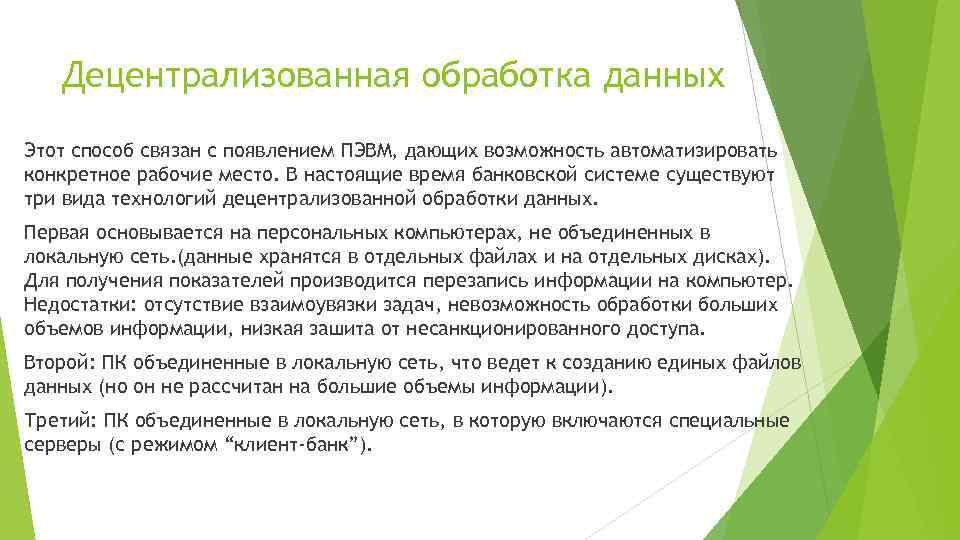 Децентрализованная обработка данных
Этот способ связан с появлением ПЭВМ, дающих возможность автоматизировать
конкретное рабочие место. В настоящие время банковской системе существуют
три вида технологий децентрализованной обработки данных.
Первая основывается на персональных компьютерах, не объединенных в
локальную сеть.(данные хранятся в отдельных файлах и на отдельных дисках).
Для получения показателей производится перезапись информации на компьютер.
Недостатки: отсутствие взаимоувязки задач, невозможность обработки больших
объемов информации, низкая зашита от несанкционированного доступа.
Второй: ПК объединенные в локальную сеть, что ведет к созданию единых файлов
данных (но он не рассчитан на большие объемы информации).
Третий: ПК объединенные в локальную сеть, в которую включаются специальные
серверы (с режимом “клиент-банк”).